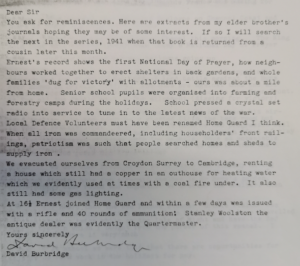 Dear Sir
You ask for reminiscences. Here are extracts from my elder brother's
journals hoping they may be of some interest. If so I will search
the next in the series, 1941 when that book is returned from a
cousin later this month.
Ernest's record shows the first National Day of Prayer, how neigh-
bours worked together to erect shelters in back gardens, and whole
families 'dug for victory' with allotments - ours was about a mile
from home. Senior school pupils were organised into farming and
forestry camps during the holidays. School pressed a crystal set
radio into service to tune in to the latest news of the war.
Local Defence Volunteers must have been renamed Home Guard I think.
When all iron was commandeered, including householders' front rail-
ings, patriotism was such that people searched homes and sheds to
supply iron.
We evacuated ourselves from Croydon Surrey to Cambridge, renting
a house which still had a copper in an outhouse for heating water
which we evidently used at times with a coal fire under. It also
still had some gas lighting.
At 16½ Ernest joined Home Guard and within a few days was issued
with a rifle and 40 rounds of ammunition! Stanley Woolston the
antique dealer was evidently the Quartermaster.
Yours sincerely
David Burbridge
David Burbridge